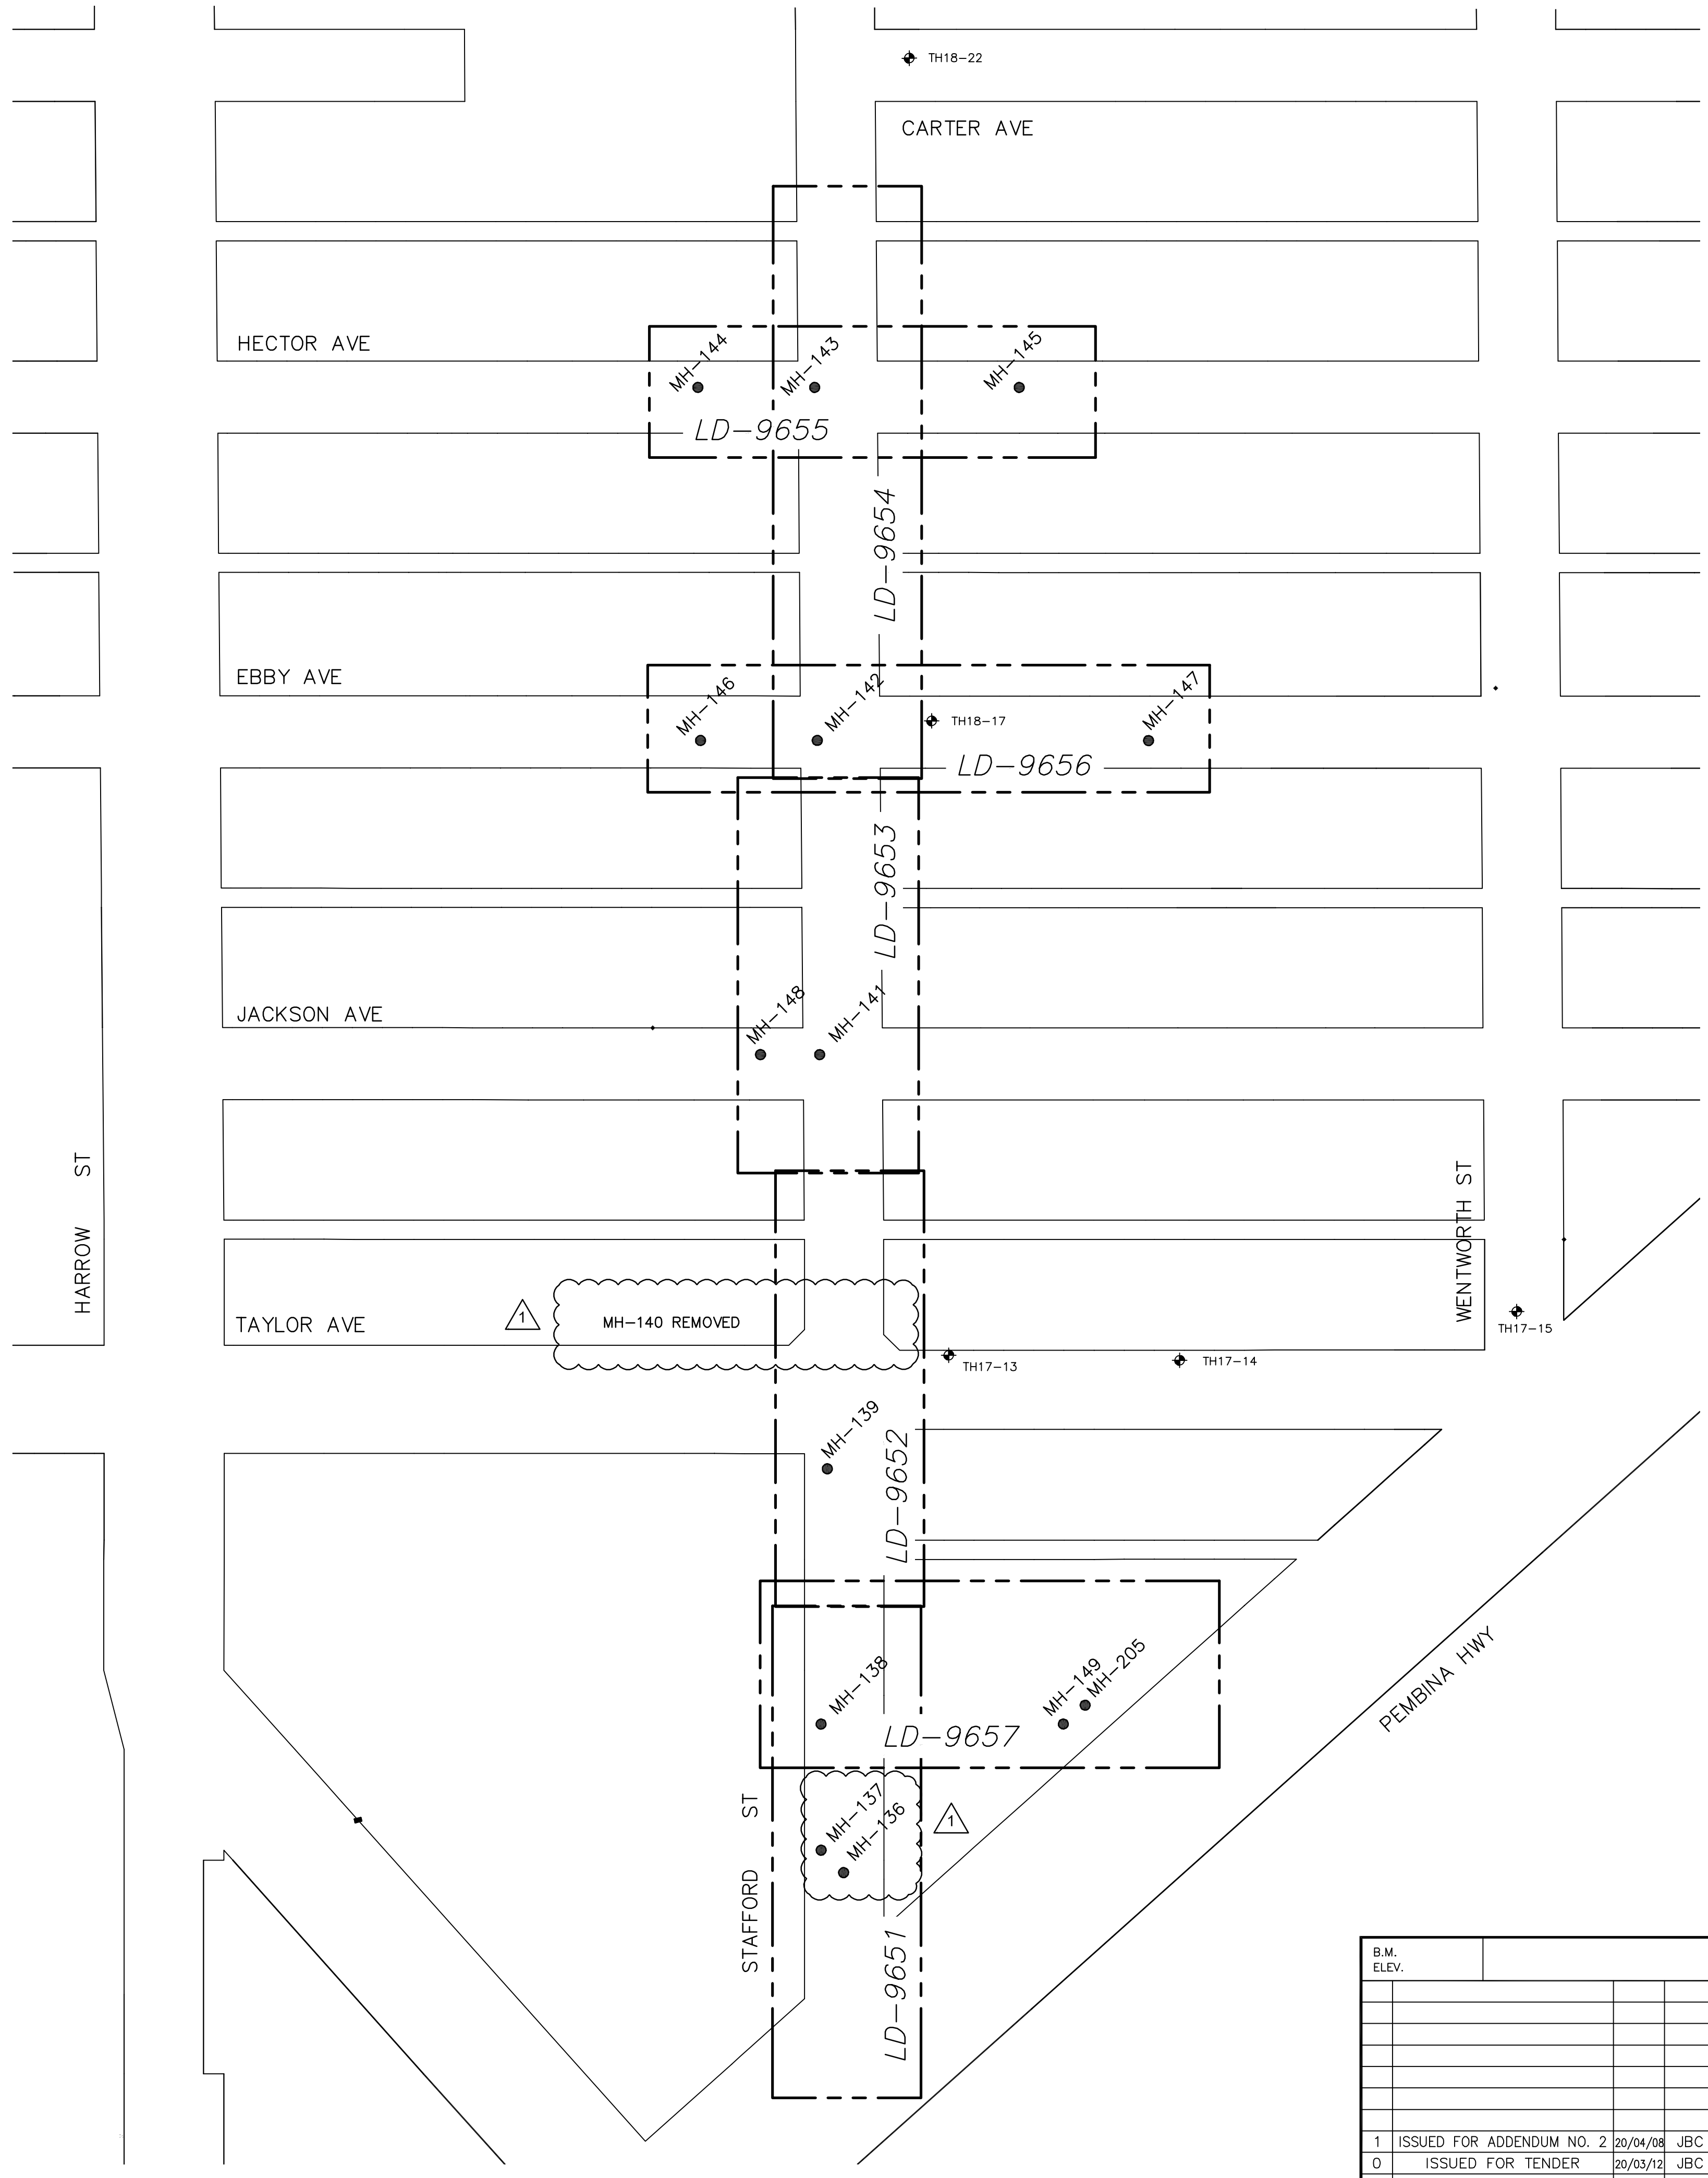 TH18-22
CARTER AVE
HECTOR AVE
MH-144
MH-143
MH-145
LD-9655
LD-9654
EBBY AVE
MH-146
MH-142
TH18-17
MH-147
LD-9656
LD-9653
JACKSON AVE
MH-148
MH-141
HARROW ST
WENTWORTH ST
TAYLOR AVE
1
MH-140 REMOVED
TH17-13
TH17-14
TH17-15
MH-139
LD-9652
MH-138
MH-149
MH-205
LD-9657
PEMBINA HWY
STAFFORD ST
MH-137
MH-136
1
LD-9651
B.M.
ELEV.
1 ISSUED FOR ADDENDUM NO. 2 20/04/08 JBC
0 ISSUED FOR TENDER 20/03/12 JBC